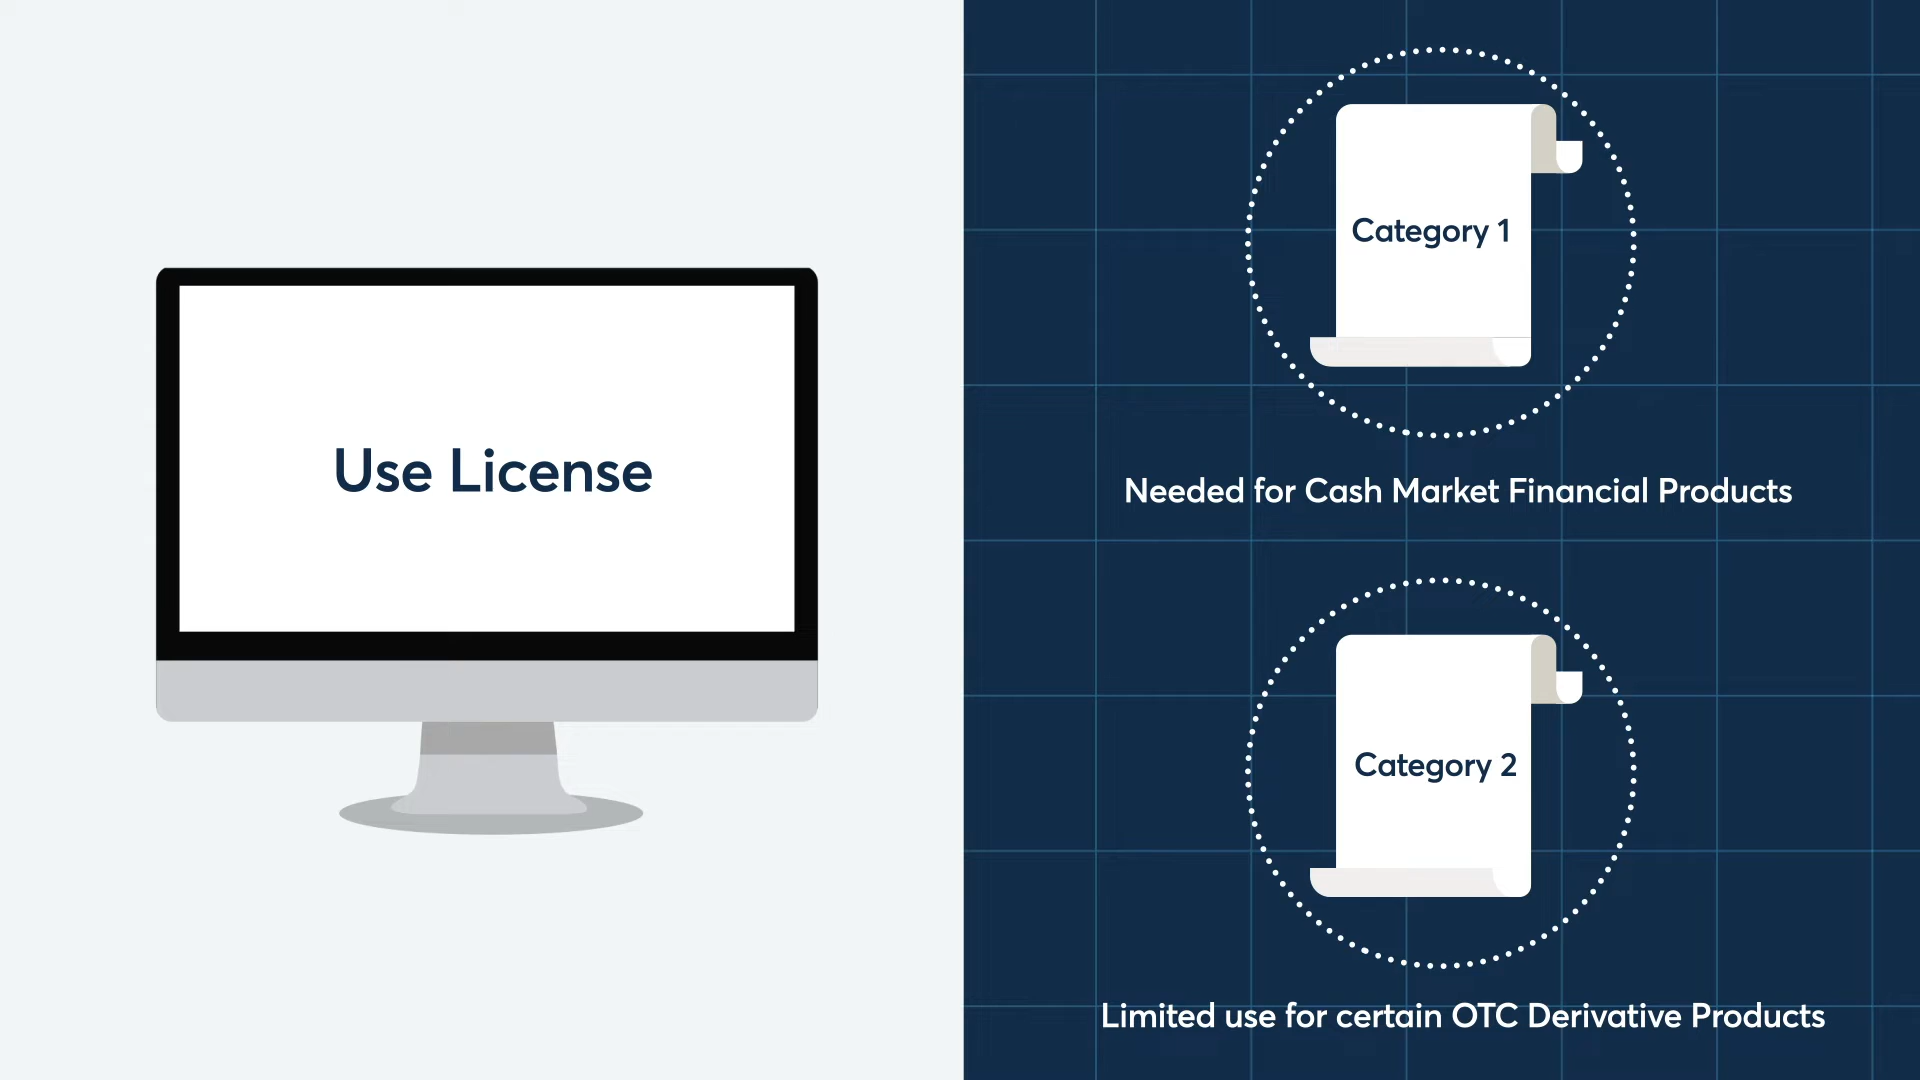 Use License
Category 1
Needed for Cash Market Financial Products
Category 2
Limited use for certain OTC Derivative Products